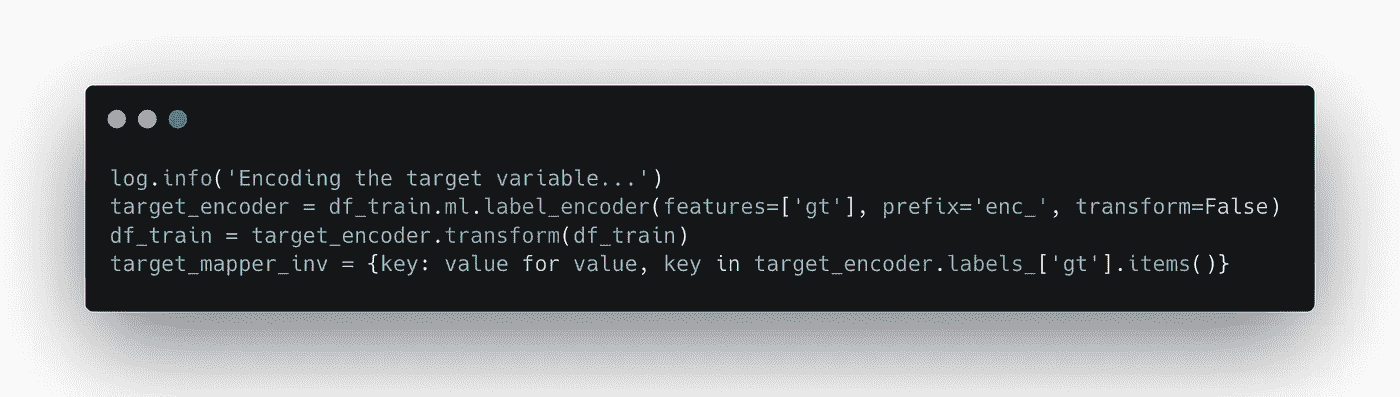 log.info('Encoding the target variable...')
target_encoder = df_train.ml.label_encoder(features=['gt'], prefix='enc_', transform=False)
df_train = target_encoder.transform(df_train)
target_mapper_inv = {key: value for value, key in target_encoder.labels_['gt'].items()}